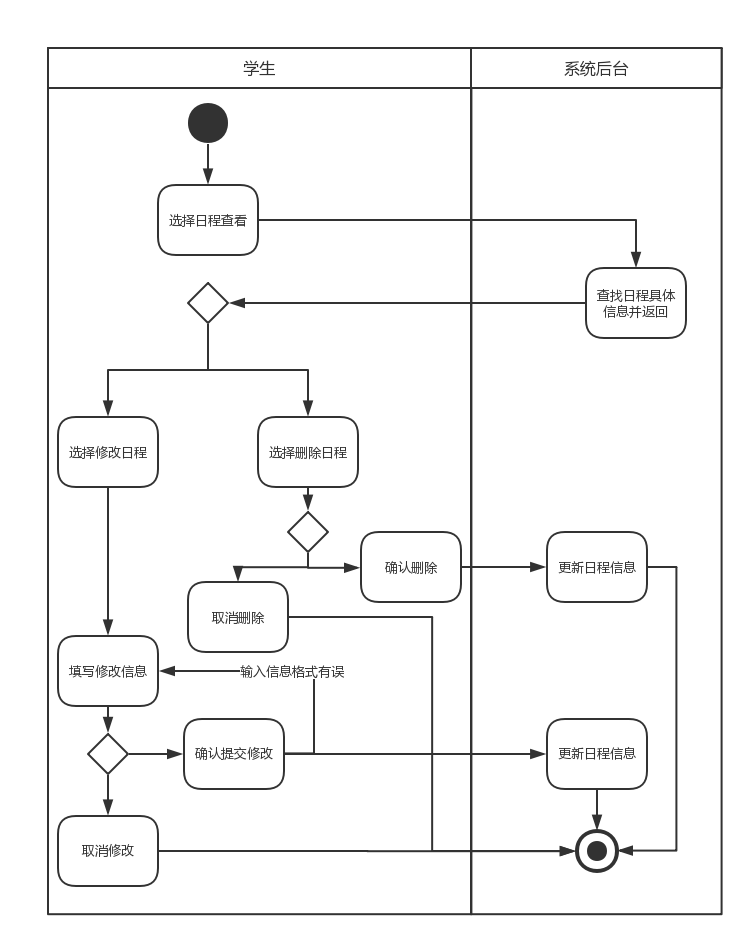 学生
系统后台
选择日程查看
查找日程具体
信息并返回
选择修改日程
选择删除日程
确认删除
更新日程信息
取消删除
填写修改信息
输入信息格式有误
确认提交修改
更新日程信息
取消修改